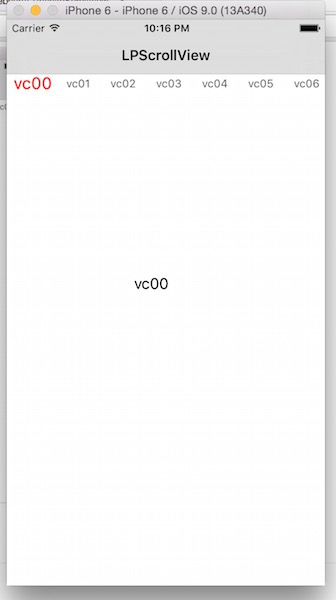 iPhone 6 - iPhone 6 / iOS 9.0 (13A340)
Carrier 10:16 PM
LPScrollView
vc00 vc01 vc02 vc03 vc04 vc05 vc06
vc00